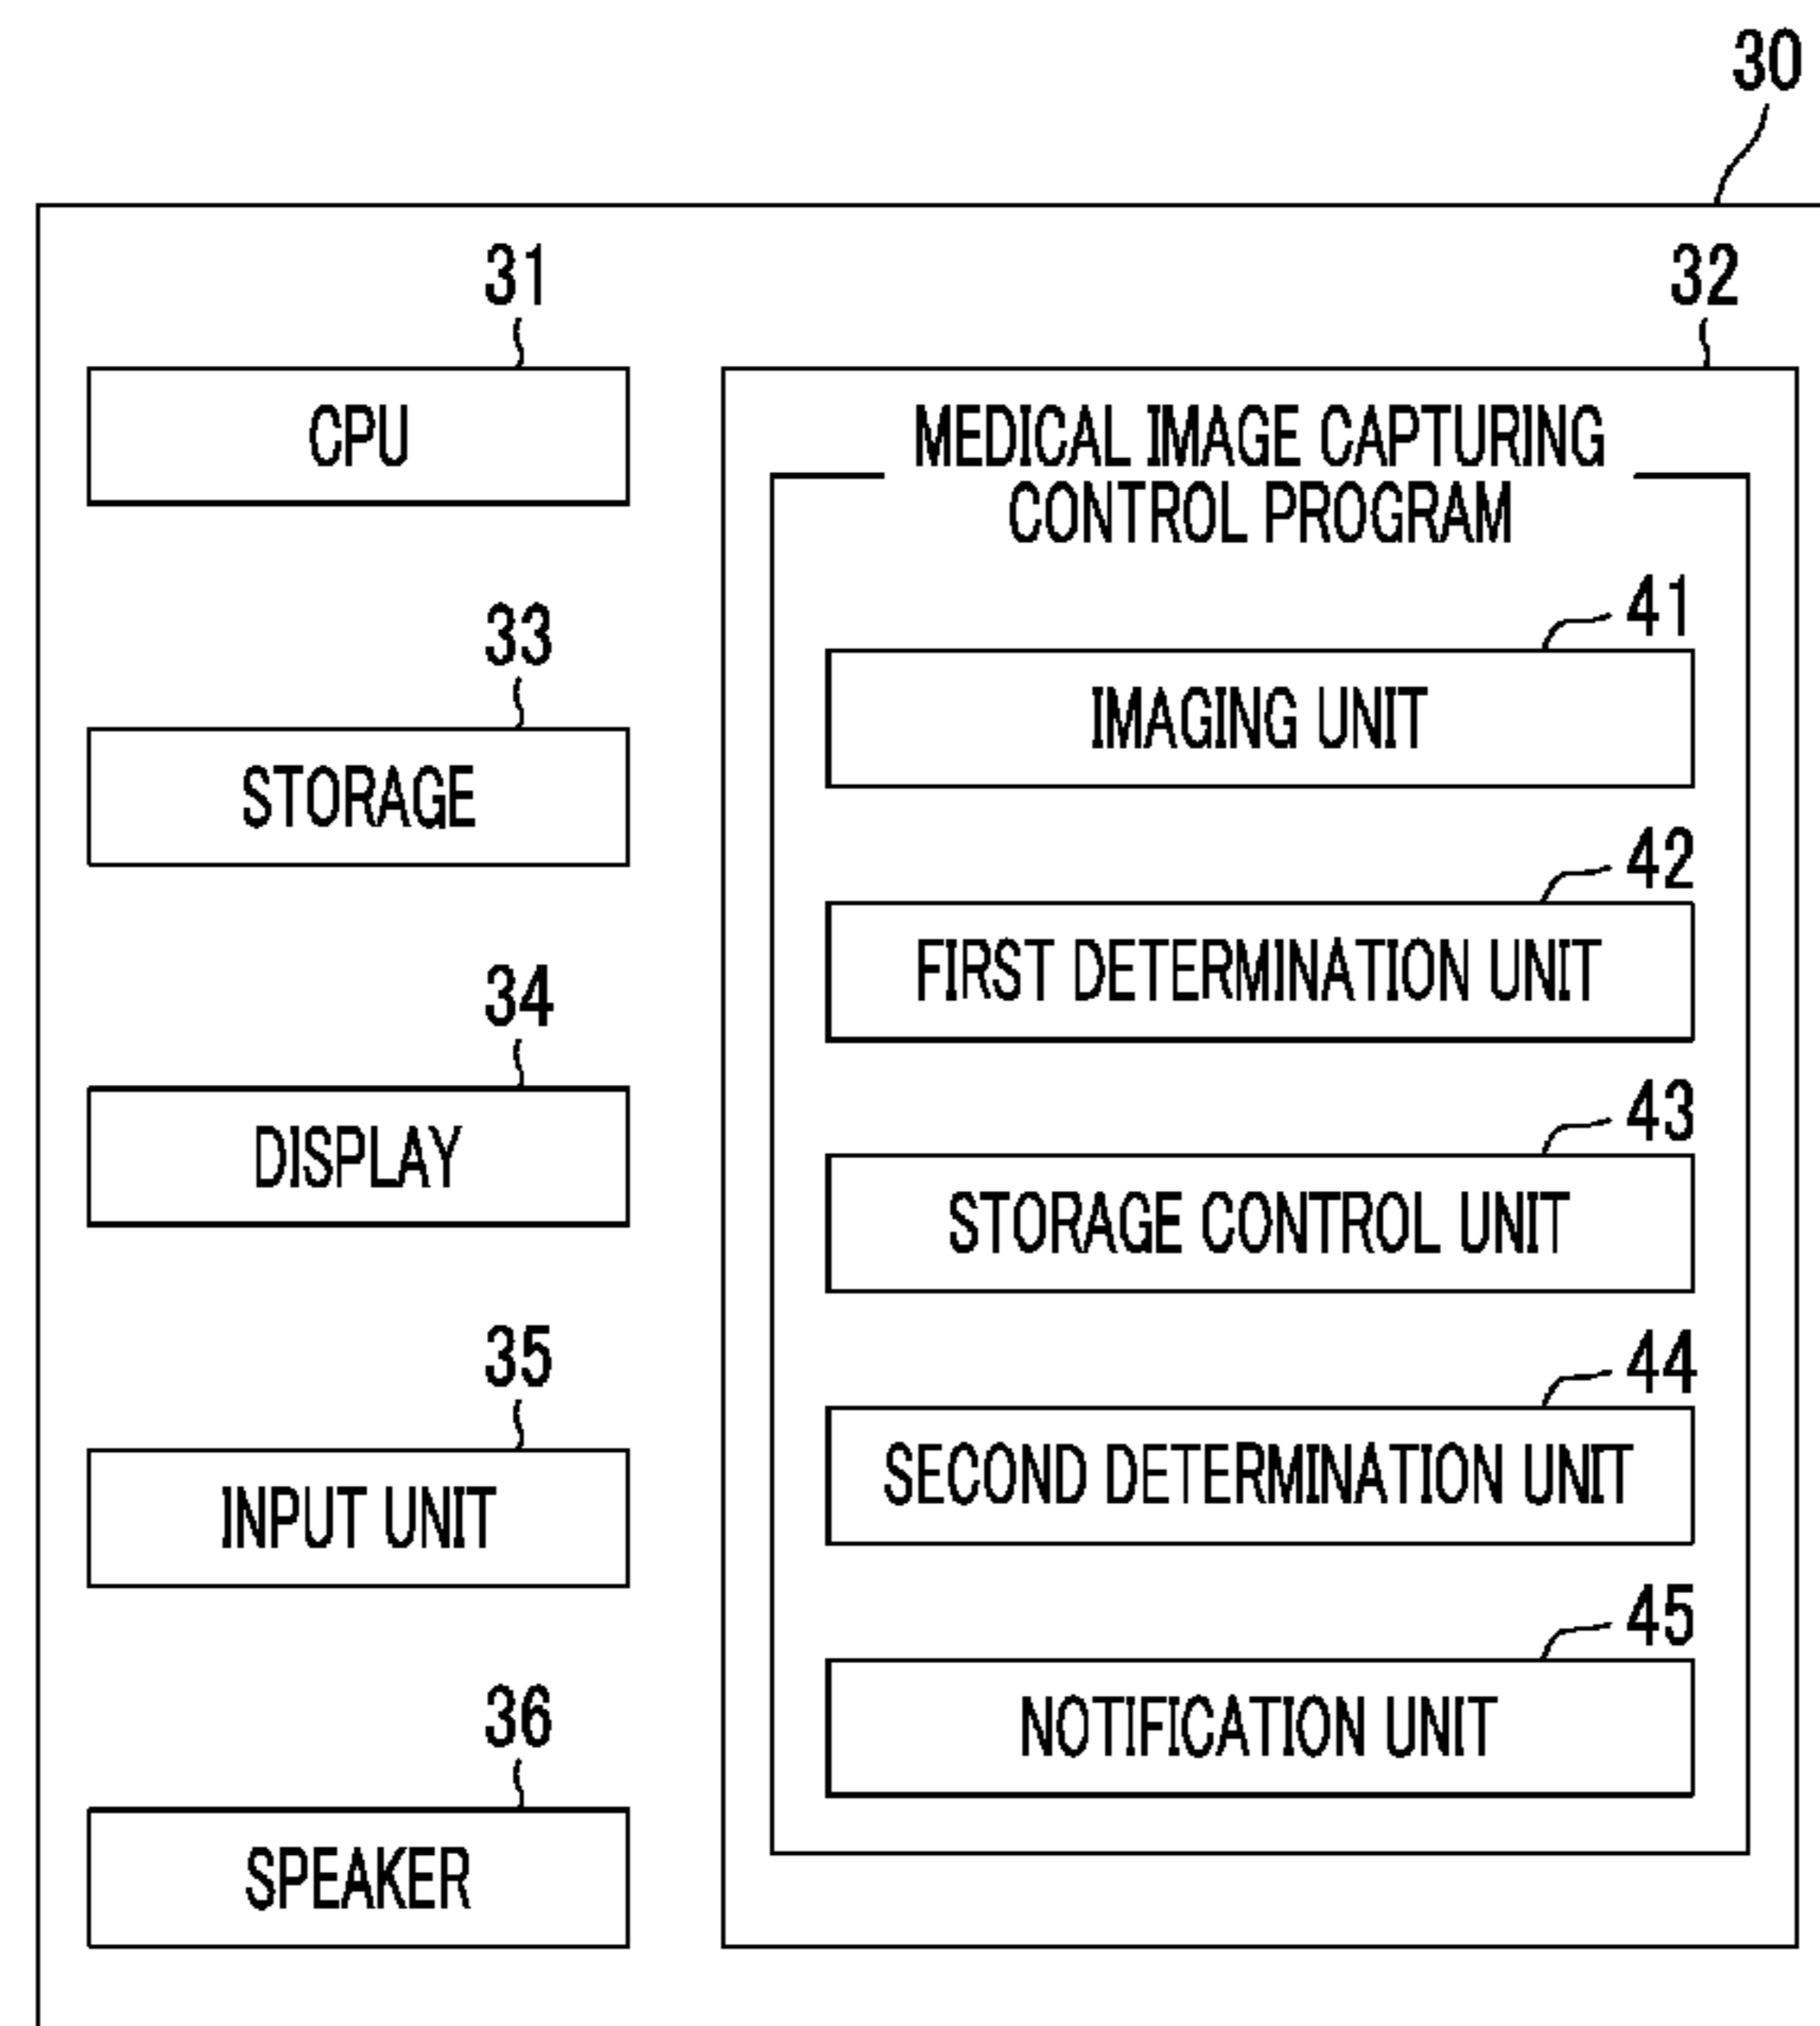 30
31
CPU
33
STORAGE
34
DISPLAY
35
INPUT UNIT
36
SPEAKER
32
MEDICAL IMAGE CAPTURING
CONTROL PROGRAM
41
IMAGING UNIT
42
FIRST DETERMINATION UNIT
43
STORAGE CONTROL UNIT
44
SECOND DETERMINATION UNIT
45
NOTIFICATION UNIT